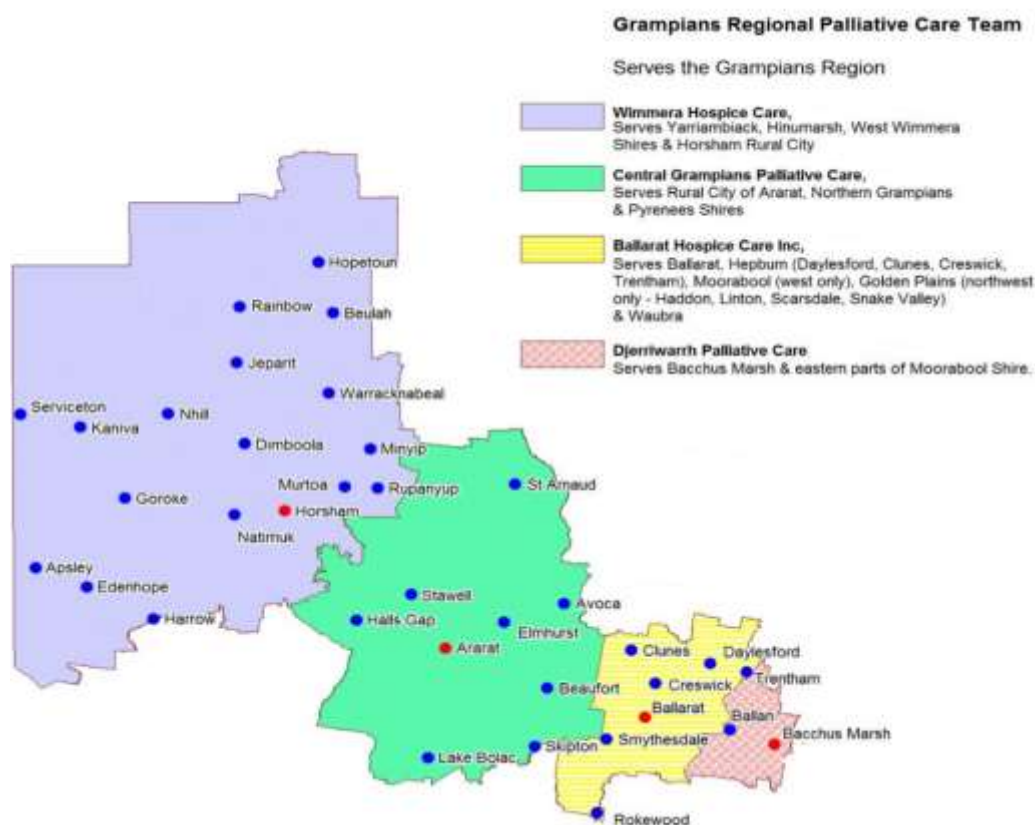 Grampians Regional Palliative Care Team
Serves the Grampians Region
Wimmera Hospice Care,
Serves Yarriambiack, Hinumarsh, West Wimmera
Shires & Horsham Rural City
Central Grampians Palliative Care,
Serves Rural City of Ararat, Northern Grampians
& Pyrenees Shires
Ballarat Hospice Care Inc,
Serves Ballarat, Hepburn (Daylesford, Clunes, Creswick,
Trentham), Moorabool (west only), Golden Plains (northwest
only - Haddon, Linton, Scarsdale, Snake Valley)
& Waubra
Djerriwarrh Palliative Care
Serves Bacchus Marsh & eastern parts of Moorabool Shire.
Hopetoun
Rainbow
Beulah
Jeparit
Warracknabeal
Serviceton
Nhill
Kaniva
Dimboola
Minyip
St Arnaud
Murtoa
Rupanyup
Goroke
Horsham
Natimuk
Apsley
Edenhope
Stawell
Avoca
Harrow
Halls Gap
Elmhurst
Ararat
Clunes
Daylesford
Trentham
Beaufort
Creswick
Ballarat
Ballan
Bacchus Marsh
Skipton
Smythesdale
Lake Bolac
Rokewood